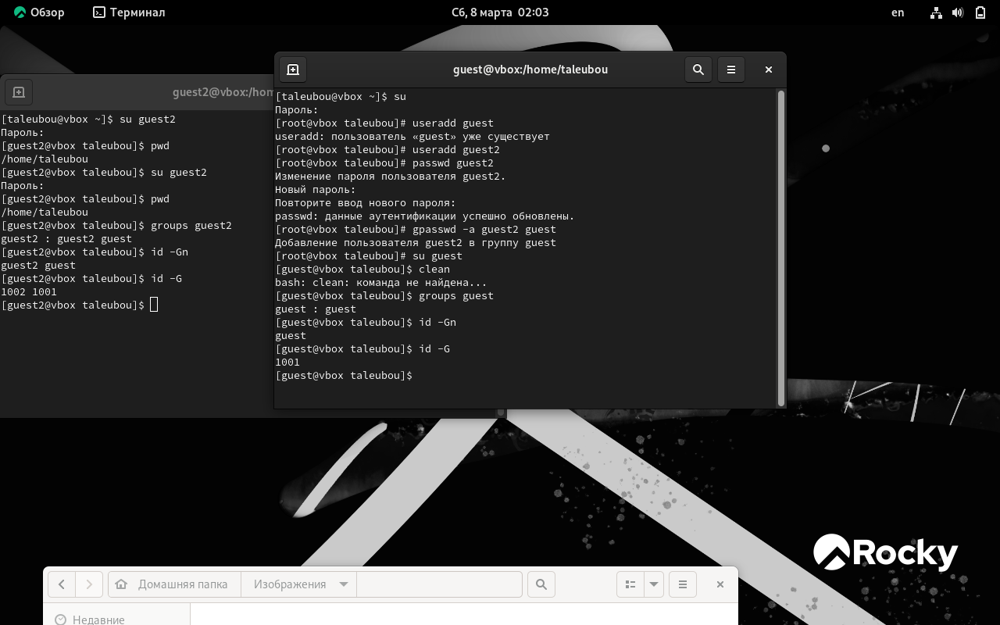 Обзор
Терминал
Сб, 8 марта 02:03
en
guest2@vbox:/hom
[taleubou@vbox ~]$ su guest2
Пароль:
[guest2@vbox taleubou]$ pwd
/home/taleubou
[guest2@vbox taleubou]$ su guest2
Пароль:
[guest2@vbox taleubou]$ pwd
/home/taleubou
[guest2@vbox taleubou]$ groups guest2
guest2 : guest2 guest
[guest2@vbox taleubou]$ id -Gn
guest2 guest
[guest2@vbox taleubou]$ id -G
1002 1001
[guest2@vbox taleubou]$
guest@vbox:/home/taleubou
[taleubou@vbox ~]$ su
Пароль:
[root@vbox taleubou]# useradd guest
useradd: пользователь «guest» уже существует
[root@vbox taleubou]# useradd guest2
[root@vbox taleubou]# passwd guest2
Изменение пароля пользователя guest2.
Новый пароль:
Повторите ввод нового пароля:
passwd: данные аутентификации успешно обновлены.
[root@vbox taleubou]# gpasswd -a guest2 guest
Добавление пользователя guest2 в группу guest
[root@vbox taleubou]# su guest
[guest@vbox taleubou]$ clean
bash: clean: команда не найдена...
[guest@vbox taleubou]$ groups guest
guest : guest
[guest@vbox taleubou]$ id -Gn
guest
[guest@vbox taleubou]$ id -G
1001
[guest@vbox taleubou]$
Rocky
Домашняя папка
Изображения
Недавние